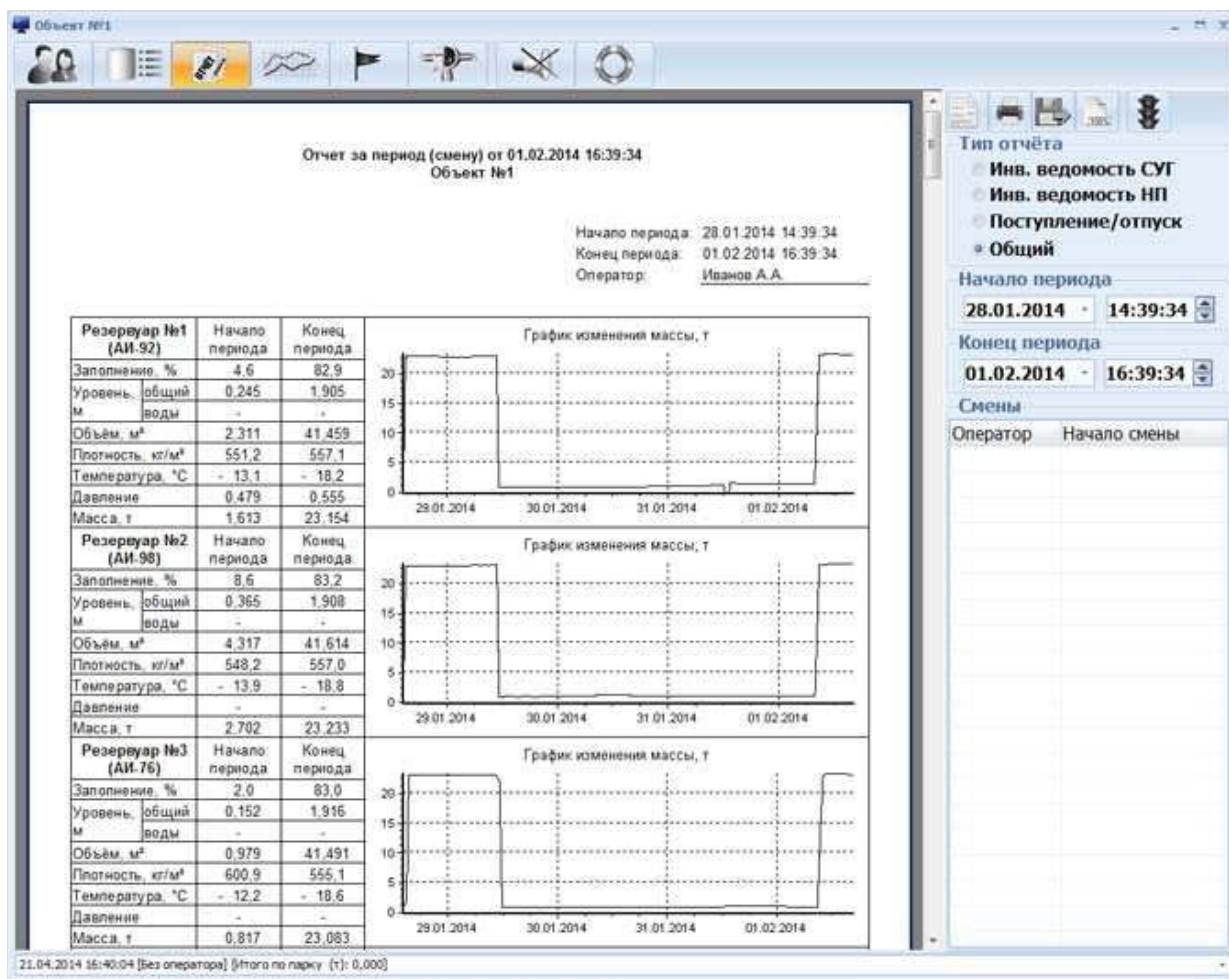 Объект №1
Отчет за период (смену) от 01.02.2014 16:39:34
Объект №1
Начало периода: 28.01.2014 14:39:34
Конец периода: 01.02.2014 16:39:34
Оператор: Иванов А.А.
Резервуар №1 (АИ-92) Начало периода Конец периода
Заполнение, % 4,6 82,9
Уровень, м общий 0,245 1,905
воды - -
Объём, м³ 2,311 41,459
Плотность, кг/м³ 551,2 557,1
Температура, °C - 13,1 - 18,2
Давление 0,479 0,555
Масса, т 1,613 23,154
График изменения массы, т
20
15
10
5
0
29.01.2014 30.01.2014 31.01.2014 01.02.2014
Резервуар №2 (АИ-98) Начало периода Конец периода
Заполнение, % 8,6 83,2
Уровень, м общий 0,365 1,908
воды - -
Объём, м³ 4,317 41,614
Плотность, кг/м³ 548,2 557,0
Температура, °C - 13,9 - 18,8
Давление - -
Масса, т 2,702 23,233
График изменения массы, т
20
15
10
5
0
29.01.2014 30.01.2014 31.01.2014 01.02.2014
Резервуар №3 (АИ-76) Начало периода Конец периода
Заполнение, % 2,0 83,0
Уровень, м общий 0,152 1,916
воды - -
Объём, м³ 0,979 41,491
Плотность, кг/м³ 600,9 555,1
Температура, °C - 12,2 - 18,6
Давление - -
Масса, т 0,817 23,083
График изменения массы, т
20
15
10
5
0
29.01.2014 30.01.2014 31.01.2014 01.02.2014
Тип отчёта
Инв. ведомость СУГ
Инв. ведомость НП
Поступление/отпуск
Общий
Начало периода
28.01.2014 14:39:34
Конец периода
01.02.2014 16:39:34
Смены
Оператор Начало смены
21.04.2014 16:40:04 [Без оператора] [Итого по парку (т): 0,000]